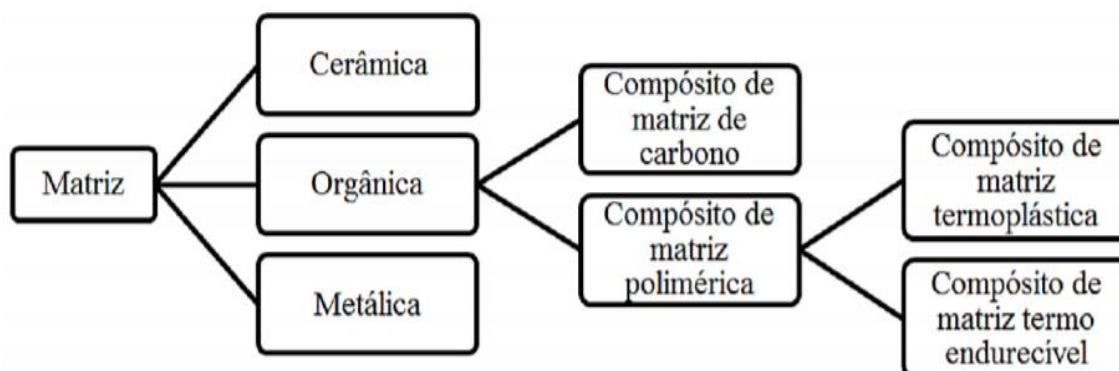 Matriz
Cerâmica
Orgânica
Metálica
Compósito de
matriz de
carbono
Compósito de
matriz
polimérica
Compósito de
matriz
termoplástica
Compósito de
matriz termo
endurecível